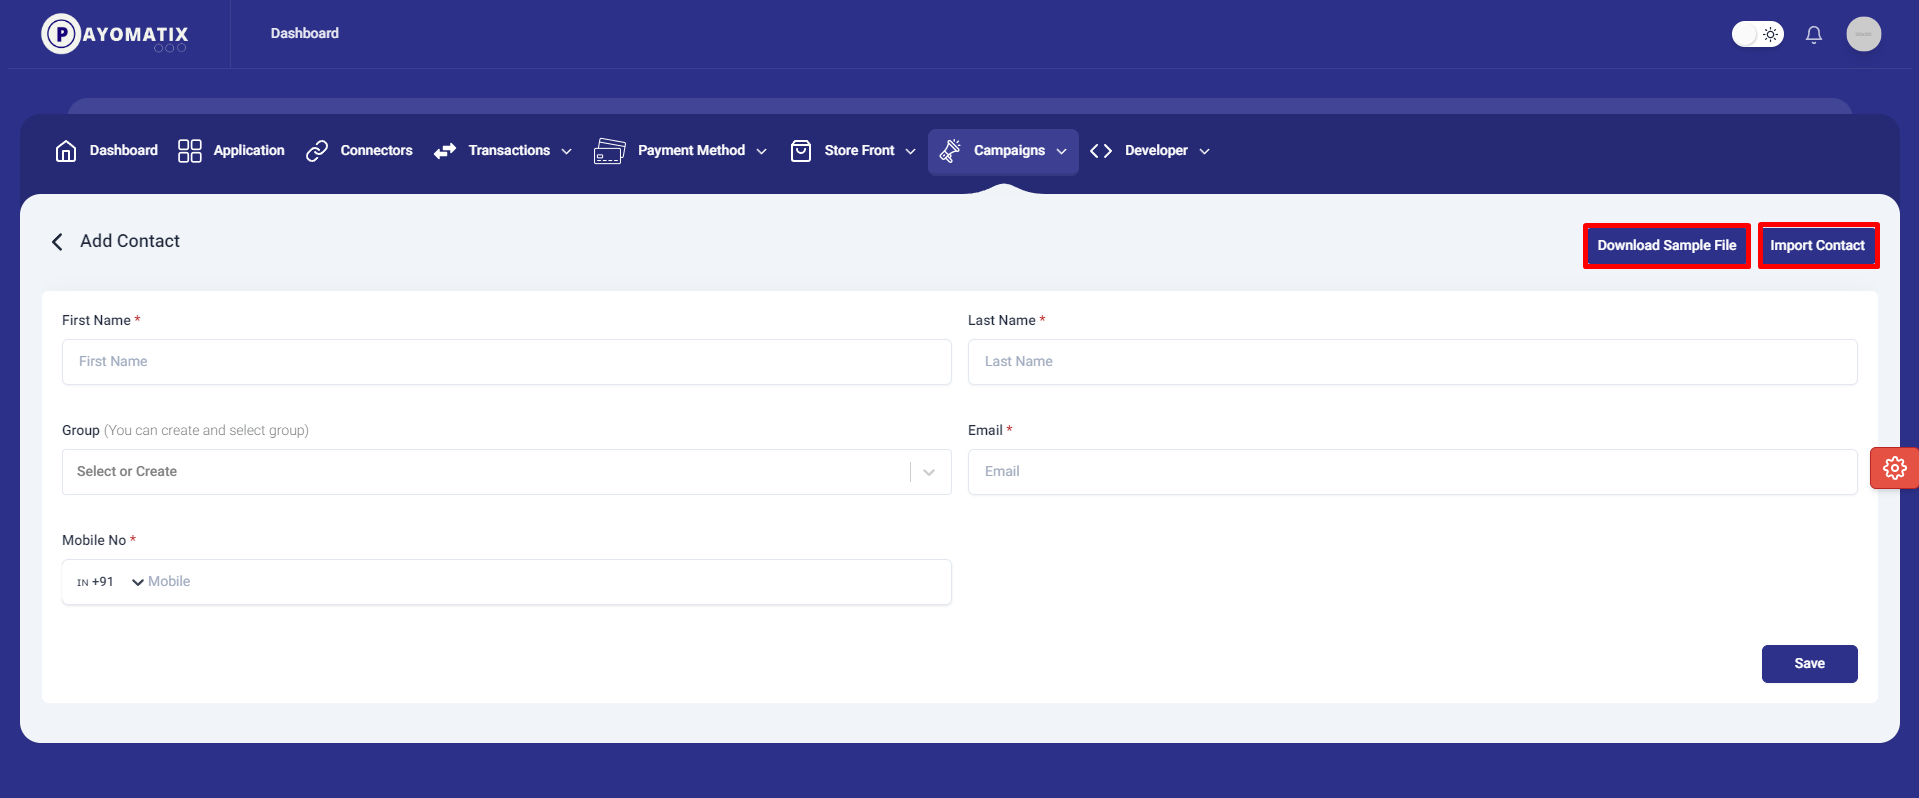 PAYOMATIX
Dashboard
Dashboard Application Connectors Transactions Payment Method Store Front Campaigns Developer
Add Contact
Download Sample File Import Contact
First Name * Last Name *
First Name Last Name
Group (You can create and select group) Email *
Select or Create Email
Mobile No *
IN +91 Mobile
Save